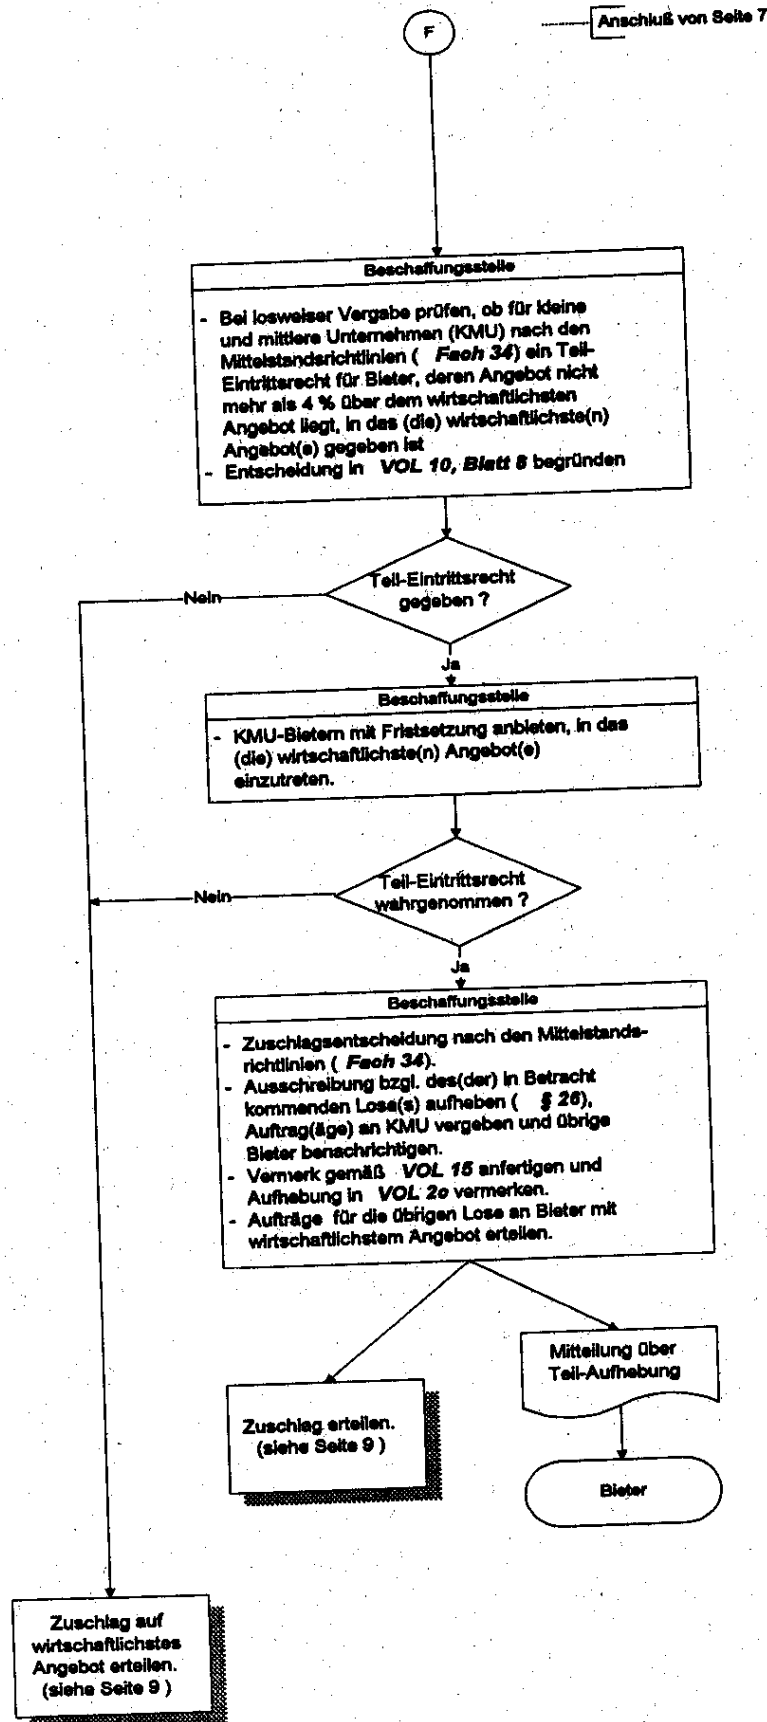 F
Anschluß von Seite 7
Beschaffungsstelle
- Bei losweiser Vergabe prüfen, ob für kleine
und mittlere Unternehmen (KMU) nach den
Mittelstandsrichtlinien ( Fach 34) ein Teil-
Eintrittsrecht für Bieter, deren Angebot nicht
mehr als 4 % über dem wirtschaftlichsten
Angebot liegt, in das (die) wirtschaftlichste(n)
Angebot(e) gegeben ist
- Entscheidung in VOL 10, Blatt 8 begründen
Teil-Eintrittsrecht
gegeben ?
Nein
Ja
Beschaffungsstelle
- KMU-Bietern mit Fristsetzung anbieten, in das
(die) wirtschaftlichste(n) Angebot(e)
einzutreten.
Teil-Eintrittsrecht
wahrgenommen ?
Nein
Ja
Beschaffungsstelle
- Zuschlagsentscheidung nach den Mittelstands-
richtlinien ( Fach 34).
- Ausschreibung bzgl. des(der) in Betracht
kommenden Lose(s) aufheben ( § 26),
Auftrag(äge) an KMU vergeben und übrige
Bieter benachrichtigen.
- Vermerk gemäß VOL 15 anfertigen und
Aufhebung in VOL 2o vermerken.
- Aufträge für die übrigen Lose an Bieter mit
wirtschaftlichstem Angebot erteilen.
Mitteilung über
Teil-Aufhebung
Zuschlag erteilen.
(siehe Seite 9 )
Bieter
Zuschlag auf
wirtschaftlichstes
Angebot erteilen.
(siehe Seite 9 )